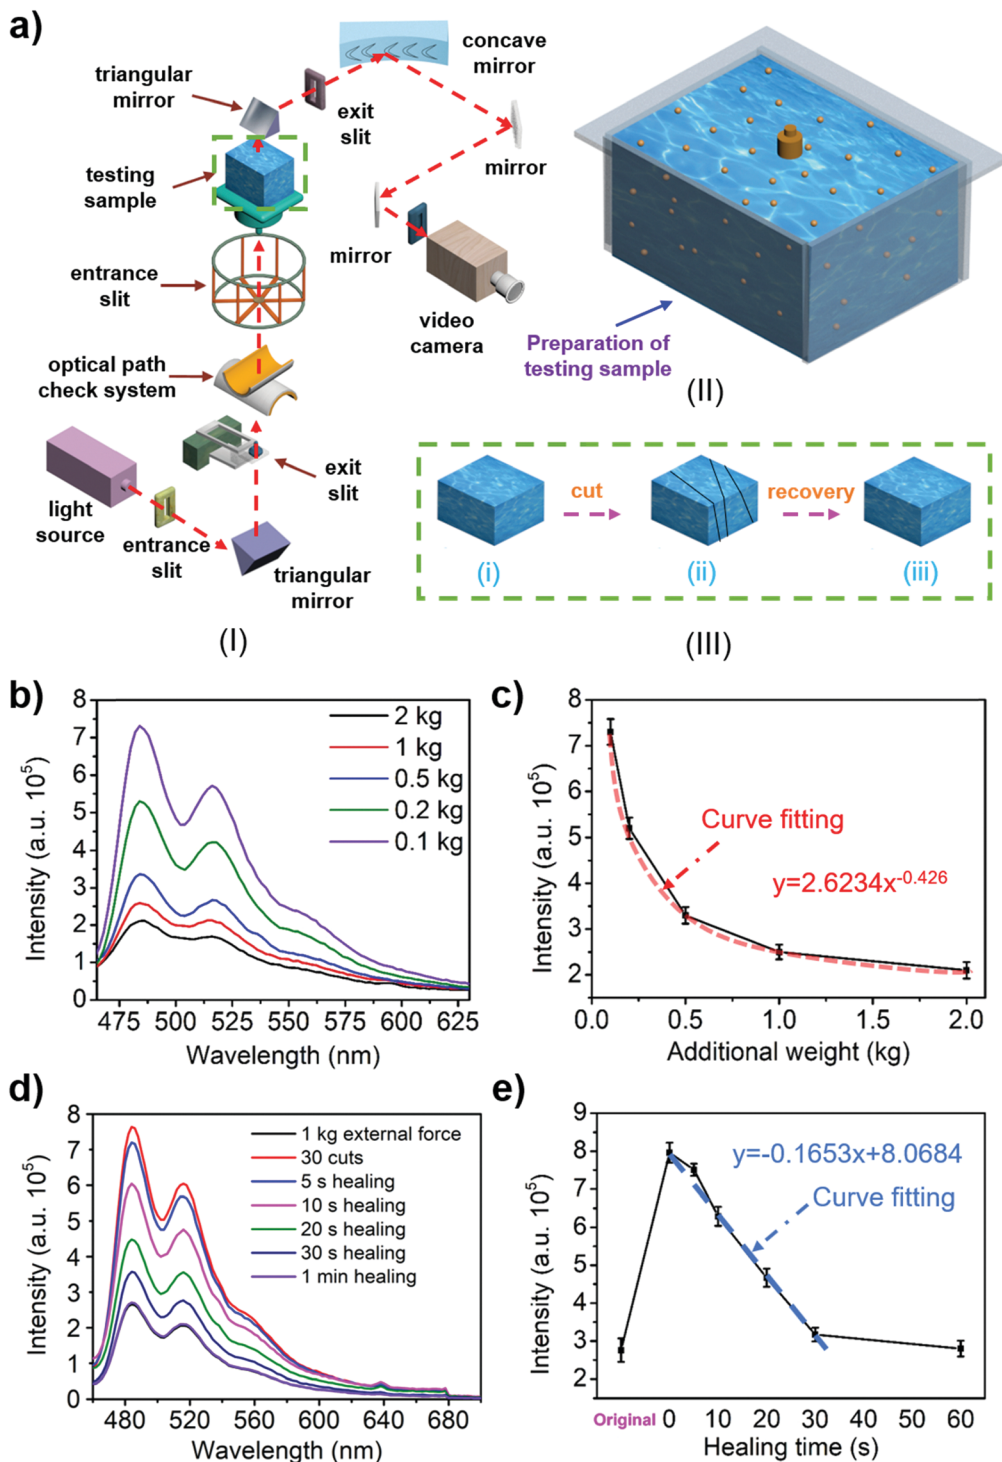 a)
triangular
mirror
exit
slit
concave
mirror
mirror
testing
sample
mirror
entrance
slit
video
camera
optical path
check system
light
source
entrance
slit
exit
slit
triangular
mirror
(I)
Preparation of
testing sample
(II)
cut
recovery
(i)
(ii)
(iii)
(III)
b)
Intensity (a.u. 10⁵)
8
7
6
5
4
3
2
1
0
2 kg
1 kg
0.5 kg
0.2 kg
0.1 kg
475 500 525 550 575 600 625
Wavelength (nm)
c)
Intensity (a.u. 10⁵)
8
7
6
5
4
3
2
Curve fitting
y=2.6234x⁻⁰·⁴²⁶
0.0 0.5 1.0 1.5 2.0
Additional weight (kg)
d)
Intensity (a.u. 10⁵)
8
7
6
5
4
3
2
1
0
1 kg external force
30 cuts
5 s healing
10 s healing
20 s healing
30 s healing
1 min healing
480 520 560 600 640 680
Wavelength (nm)
e)
Intensity (a.u. 10⁵)
9
8
7
6
5
4
3
2
y=-0.1653x+8.0684
Curve fitting
Original 0 10 20 30 40 50 60
Healing time (s)